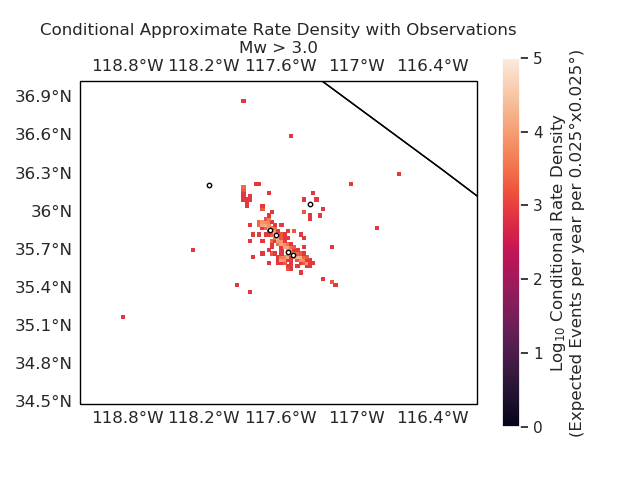 Conditional Approximate Rate Density with Observations
Mw > 3.0
118.8°W 118.2°W 117.6°W 117°W 116.4°W
36.9°N
36.6°N
36.3°N
36°N
35.7°N
35.4°N
35.1°N
34.8°N
34.5°N
118.8°W 118.2°W 117.6°W 117°W 116.4°W
5
4
3
2
1
0
Log₁₀ Conditional Rate Density
(Expected Events per year per 0.025°x0.025°)